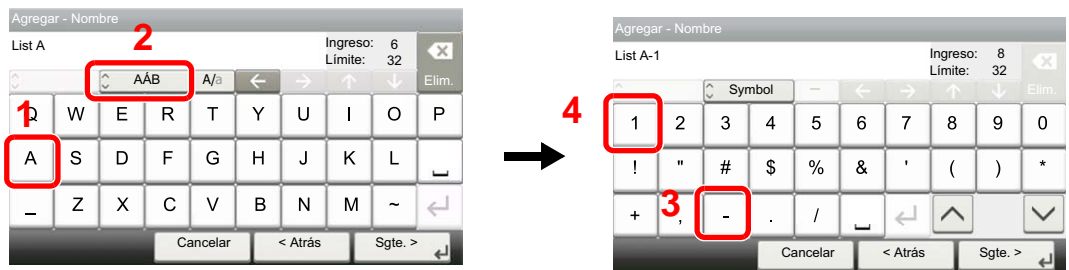 Agregar - Nombre
List A
Ingreso: 6
Límite: 32
2
AÁB
A/a
Elim.
1
Q W E R T Y U I O P
A S D F G H J K L
_ Z X C V B N M ~
Cancelar
< Atrás
Sgte. >
Agregar - Nombre
List A-1
Ingreso: 8
Límite: 32
Symbol
Elim.
4
1 2 3 4 5 6 7 8 9 0
! " # $ % & ' ( ) *
3
+ , - . /
Cancelar
< Atrás
Sgte. >